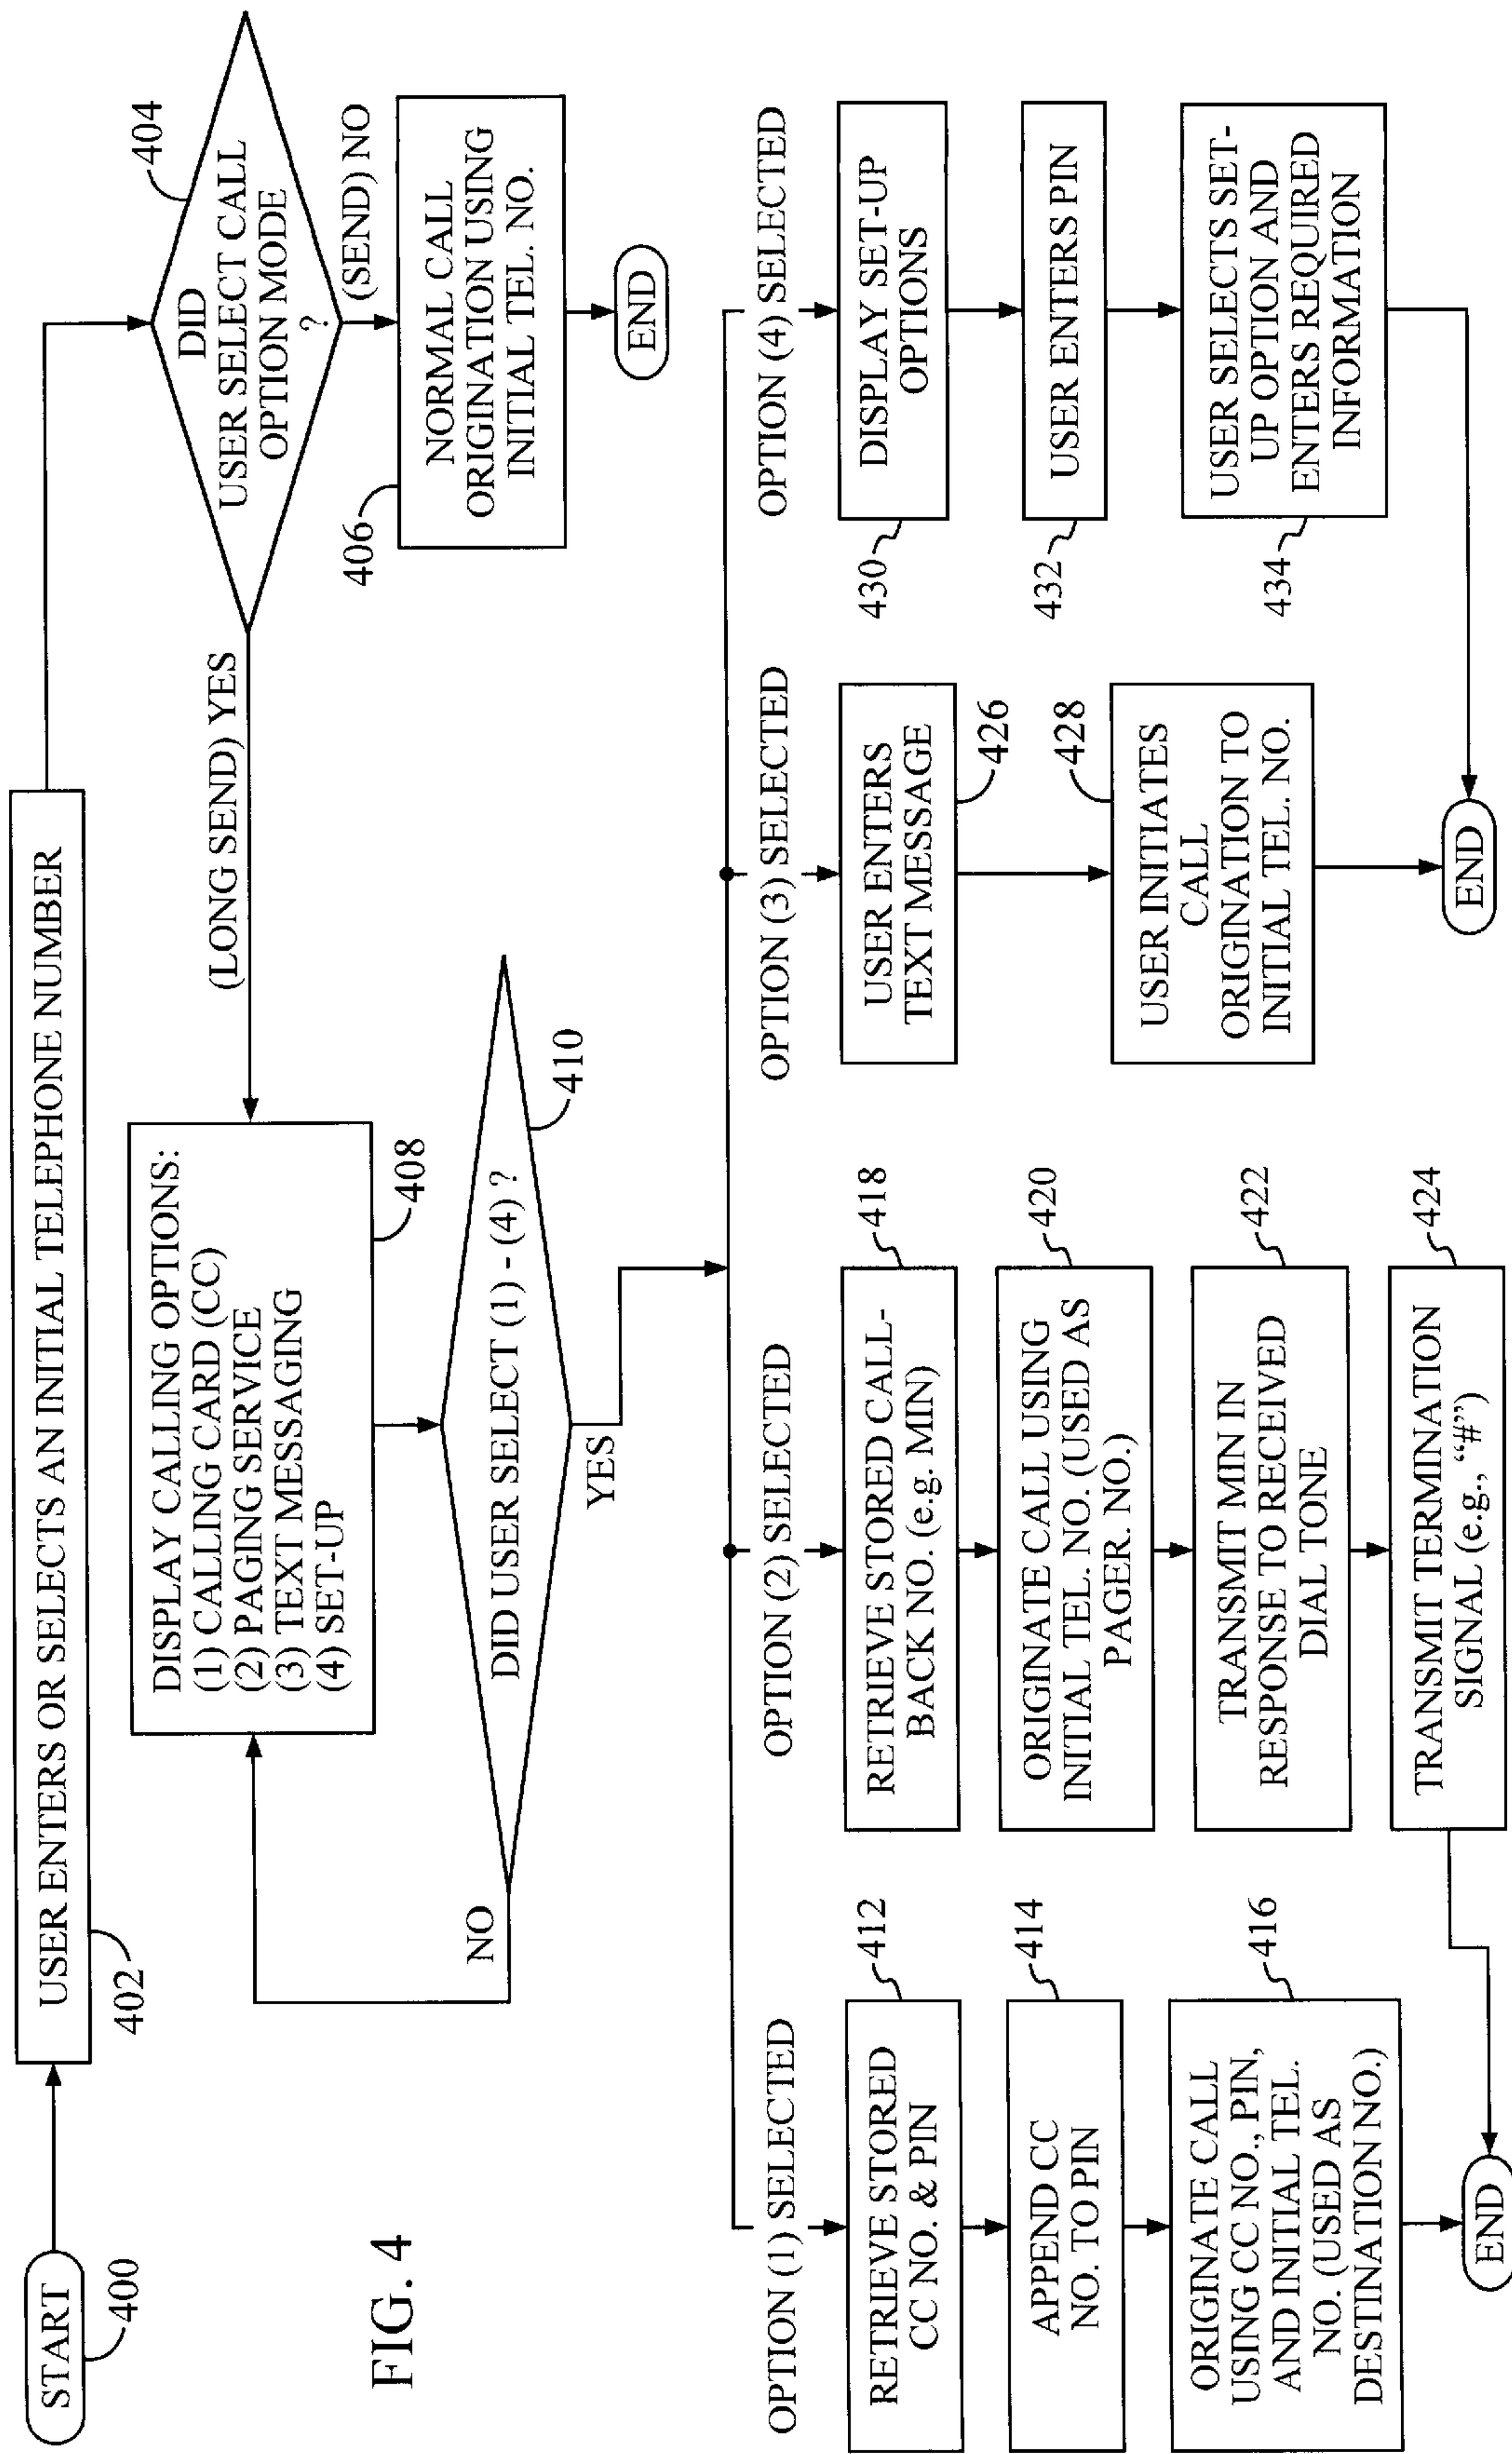 START
400
USER ENTERS OR SELECTS AN INITIAL TELEPHONE NUMBER
402
DID
USER SELECT CALL
OPTION MODE
?
404
(SEND) NO
NORMAL CALL
ORIGINATION USING
INITIAL TEL. NO.
406
END
(LONG SEND) YES
DISPLAY CALLING OPTIONS:
(1) CALLING CARD (CC)
(2) PAGING SERVICE
(3) TEXT MESSAGING
(4) SET-UP
408
DID USER SELECT (1) - (4) ?
410
NO
YES
FIG. 4
OPTION (1) SELECTED
RETRIEVE STORED
CC NO. & PIN
412
APPEND CC
NO. TO PIN
414
ORIGINATE CALL
USING CC NO., PIN,
AND INITIAL TEL.
NO. (USED AS
DESTINATION NO.)
416
END
OPTION (2) SELECTED
RETRIEVE STORED CALL-
BACK NO. (e.g. MIN)
418
ORIGINATE CALL USING
INITIAL TEL. NO. (USED AS
PAGER. NO.)
420
TRANSMIT MIN IN
RESPONSE TO RECEIVED
DIAL TONE
422
TRANSMIT TERMINATION
SIGNAL (e.g., “#”)
424
OPTION (3) SELECTED
USER ENTERS
TEXT MESSAGE
426
USER INITIATES
CALL
ORIGINATION TO
INITIAL TEL. NO.
428
END
OPTION (4) SELECTED
DISPLAY SET-UP
OPTIONS
430
USER ENTERS PIN
432
USER SELECTS SET-
UP OPTION AND
ENTERS REQUIRED
INFORMATION
434